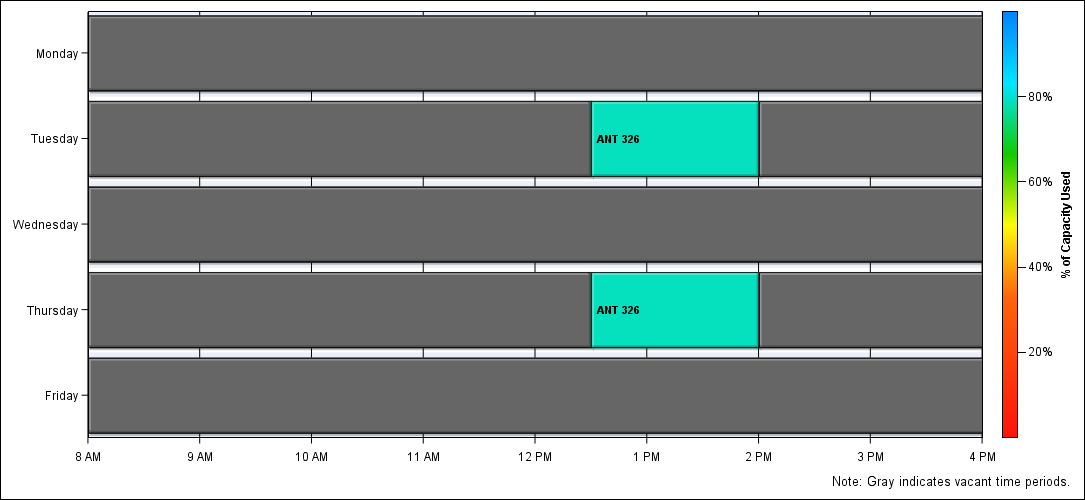 Monday
Tuesday
Wednesday
Thursday
Friday
ANT 326
ANT 326
8 AM
9 AM
10 AM
11 AM
12 PM
1 PM
2 PM
3 PM
4 PM
80%
60%
40%
20%
% of Capacity Used
Note: Gray indicates vacant time periods.